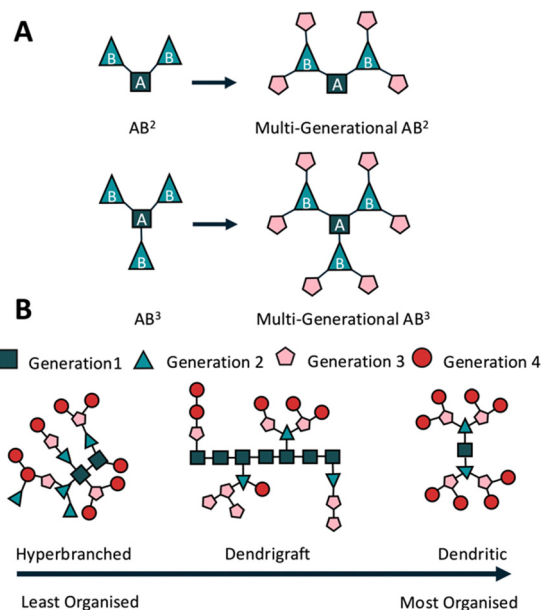 A
B B
A
B B
A
AB²
Multi-Generational AB²
B B
A
B
B B
A
B
AB³
Multi-Generational AB³
B
Generation1 Generation 2 Generation 3 Generation 4
Hyperbranched Dendrigraft Dendritic
Least Organised Most Organised